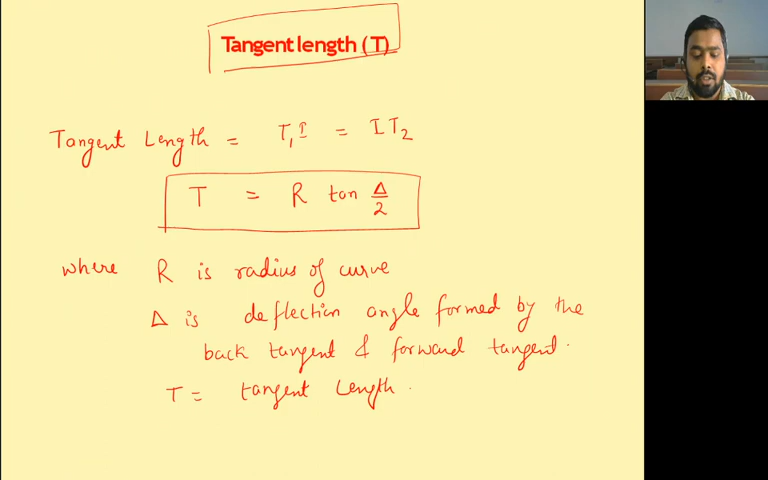 Tangent length (T)
Tangent Length = T₁I = IT₂
T = R tan Δ/2
where R is radius of curve
Δ is deflection angle formed by the
back tangent & forward tangent.
T = tangent Length.